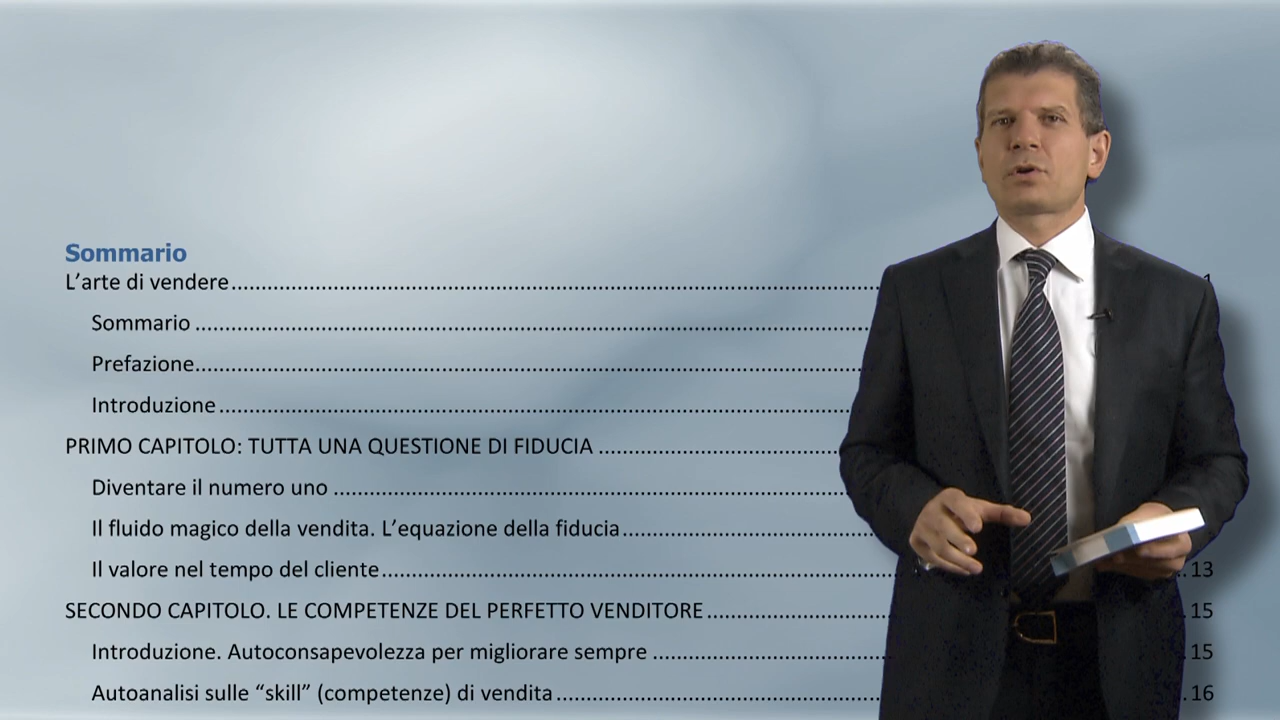 Sommario
L’arte di vendere........................................................................ 1
Sommario ........................................................................
Prefazione........................................................................
Introduzione ........................................................................
PRIMO CAPITOLO: TUTTA UNA QUESTIONE DI FIDUCIA ........................................
Diventare il numero uno ........................................................................
Il fluido magico della vendita. L’equazione della fiducia........................................
Il valore nel tempo del cliente........................................................................ 13
SECONDO CAPITOLO. LE COMPETENZE DEL PERFETTO VENDITORE.............................. 15
Introduzione. Autoconsapevolezza per migliorare sempre ........................................ 15
Autoanalisi sulle “skill” (competenze) di vendita........................................ 16